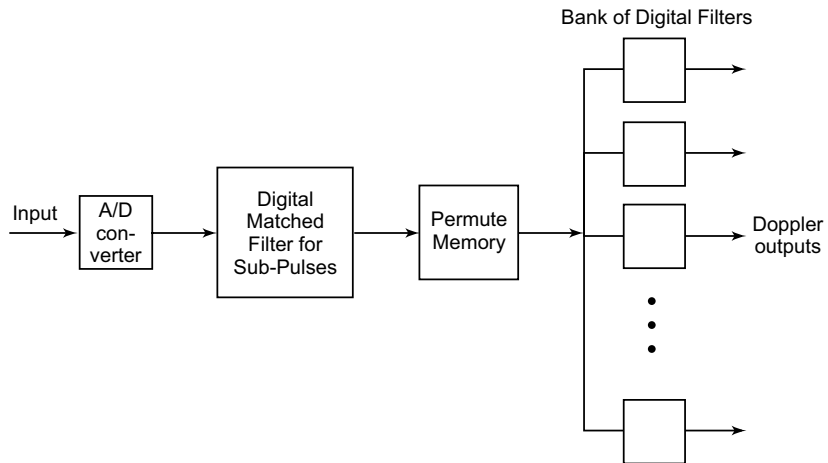 Bank of Digital Filters
Input
A/D
con-
verter
Digital
Matched
Filter for
Sub-Pulses
Permute
Memory
Doppler
outputs